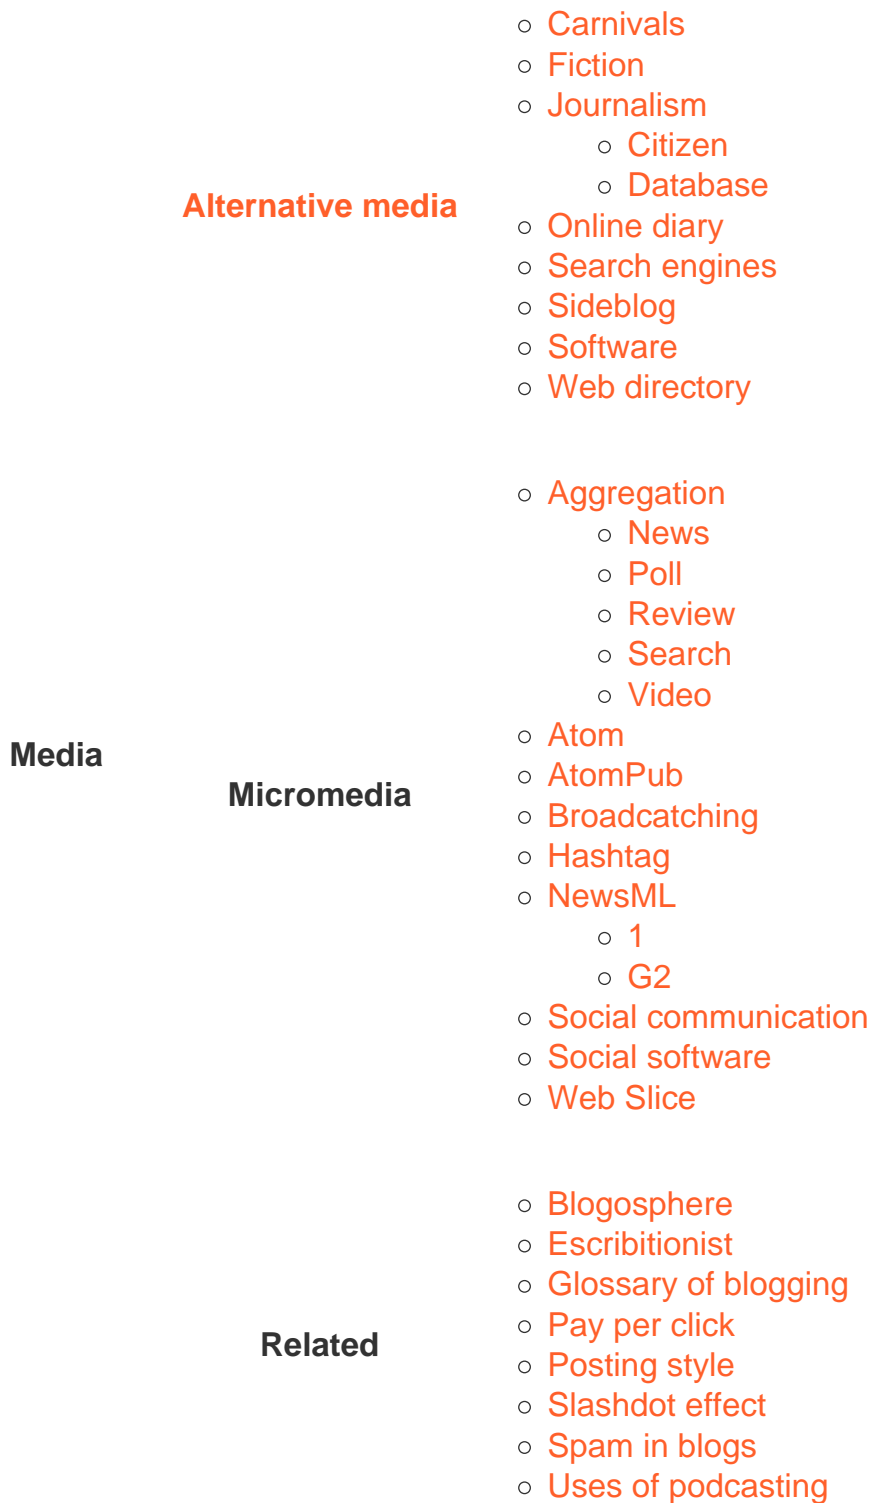 Media
Alternative media
Carnivals
Fiction
Journalism
Citizen
Database
Online diary
Search engines
Sideblog
Software
Web directory
Micromedia
Aggregation
News
Poll
Review
Search
Video
Atom
AtomPub
Broadcatching
Hashtag
NewsML
1
G2
Social communication
Social software
Web Slice
Related
Blogosphere
Escribitionist
Glossary of blogging
Pay per click
Posting style
Slashdot effect
Spam in blogs
Uses of podcasting